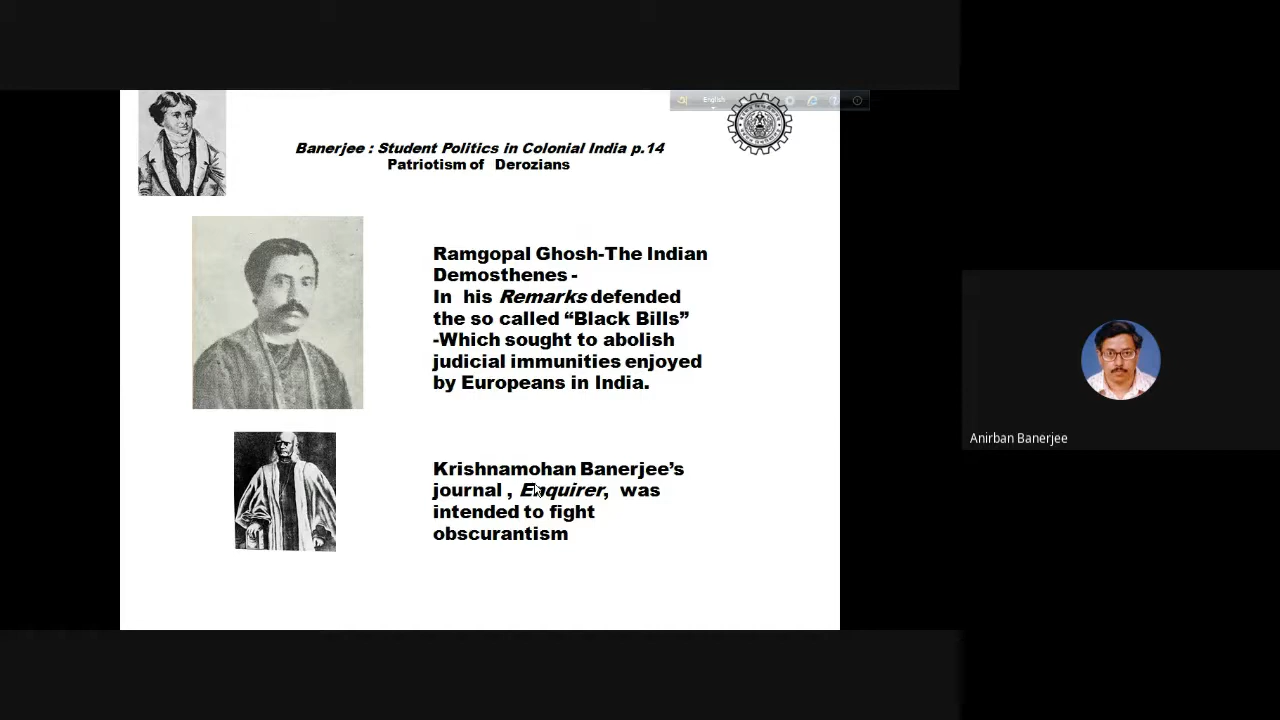 English
Banerjee : Student Politics in Colonial India p.14
Patriotism of Derozians
Ramgopal Ghosh-The Indian
Demosthenes -
In his Remarks defended
the so called “Black Bills”
-Which sought to abolish
judicial immunities enjoyed
by Europeans in India.
Krishnamohan Banerjee’s
journal , Enquirer, was
intended to fight
obscurantism
Anirban Banerjee